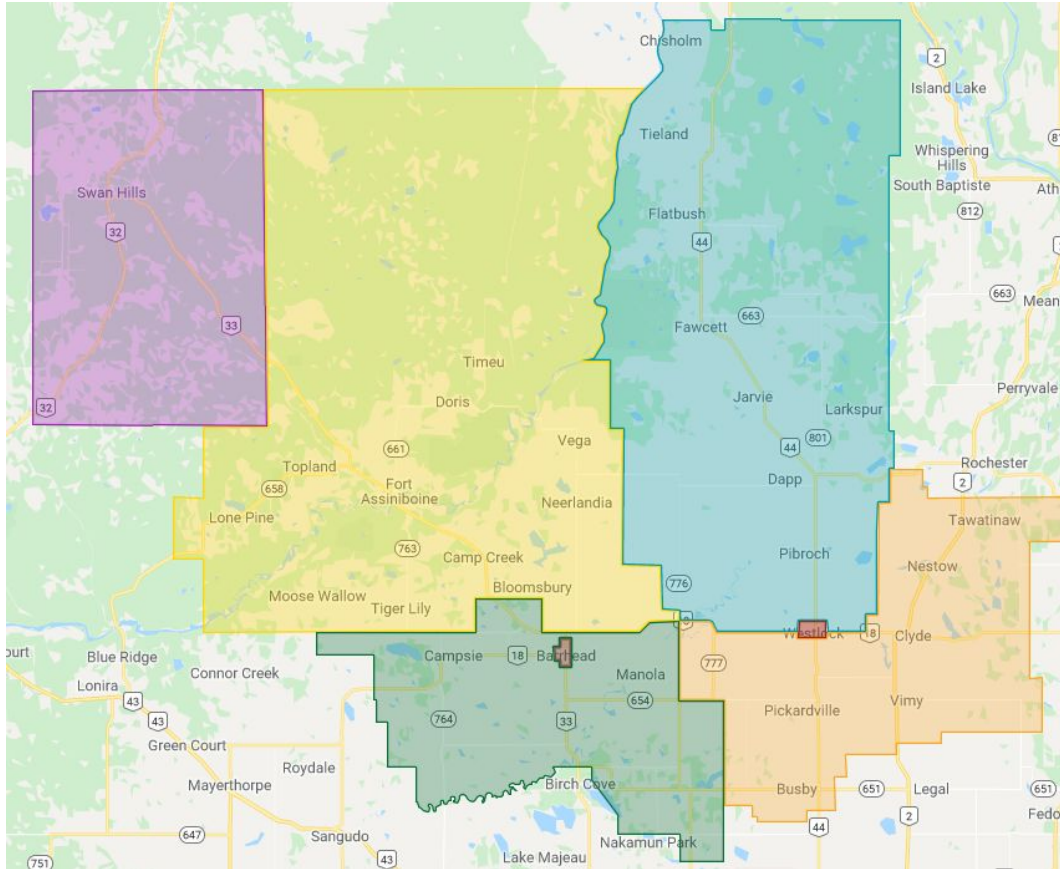 Chisholm
2
Island Lake
Tieland
Whispering
Hills
South Baptiste
812
Swan Hills
Flatbush
32
44
663
33
Fawcett
663
Timeu
Perryvale
32
Doris
Jarvie
Larkspur
661
Vega
44
801
Topland
Rochester
658
Fort
Assiniboine
Dapp
2
Neerlandia
Lone Pine
Tawatinaw
763
Camp Creek
Pibroch
Nestow
Bloomsbury
776
Moose Wallow
Tiger Lily
Westlock
18
Clyde
Blue Ridge
Campsie
18
Barrhead
Connor Creek
Manola
777
Lonira
43
654
Vimy
43
764
33
Pickardville
Green Court
Roydale
Mayerthorpe
Birch Cove
Busby
651
Legal
651
2
647
Sangudo
44
Nakamun Park
751
43
Lake Majeau